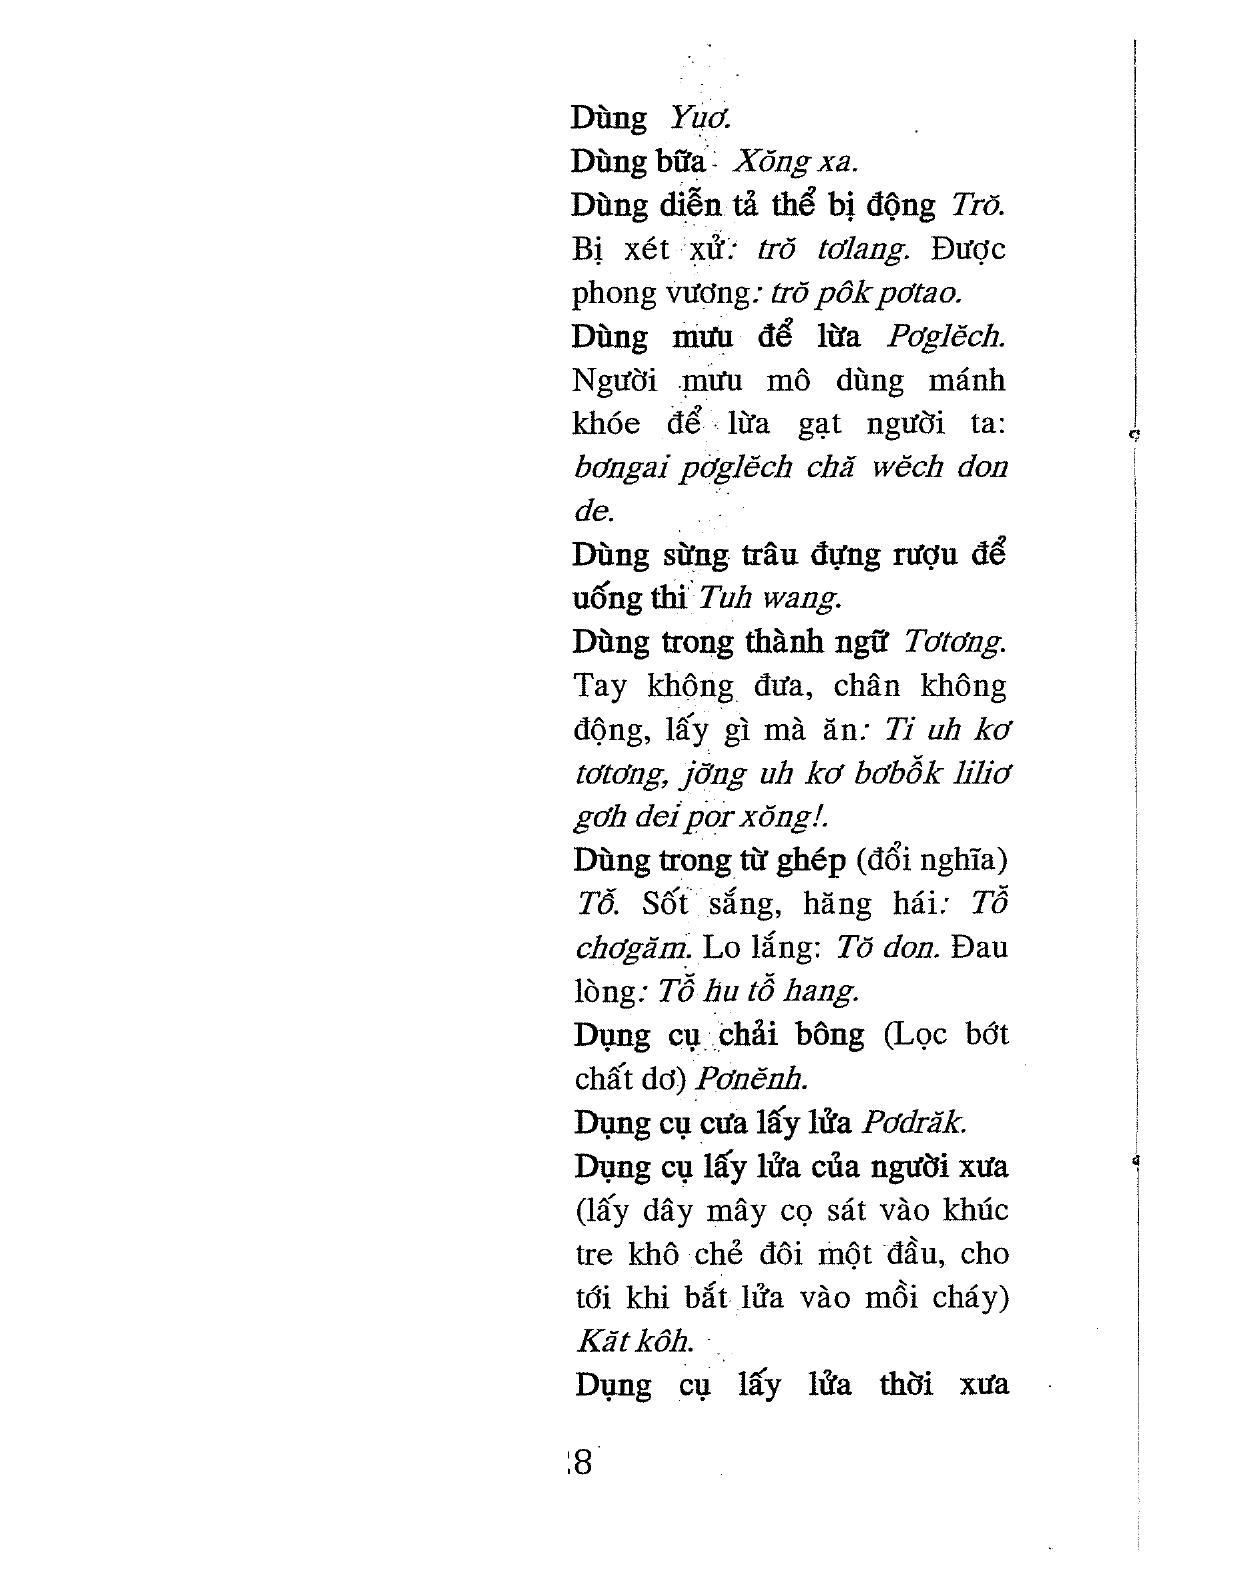 Dùng Yuơ.
Dùng bữa Xŏng xa.
Dùng diễn tả thể bị động Trŏ.
Bị xét xử: trŏ tơlang. Được
phong vương: trŏ pôk pơtao.
Dùng mưu để lừa Pơglĕch.
Người mưu mô dùng mánh
khóe để lừa gạt người ta:
bơngai pơglĕch chă wĕch don
de.
Dùng sừng trâu đựng rượu để
uống thi Tuh wang.
Dùng trong thành ngữ Tơtơng.
Tay không đưa, chân không
động, lấy gì mà ăn: Ti uh kơ
tơtơng, jỡng uh kơ bơbô̆k liliơ
gơh dei por xŏng!.
Dùng trong từ ghép (đổi nghĩa)
Tô̆. Sốt sắng, hăng hái: Tô̆
chơgăm. Lo lắng: Tŏ don. Đau
lòng: Tô̆ hu tô̆ hang.
Dụng cụ chải bông (Lọc bớt
chất dơ) Pơnĕnh.
Dụng cụ cưa lấy lửa Pơdrăk.
Dụng cụ lấy lửa của người xưa
(lấy dây mây cọ sát vào khúc
tre khô chẻ đôi một đầu, cho
tới khi bắt lửa vào mồi cháy)
Kăt kôh.
Dụng cụ lấy lửa thời xưa
8